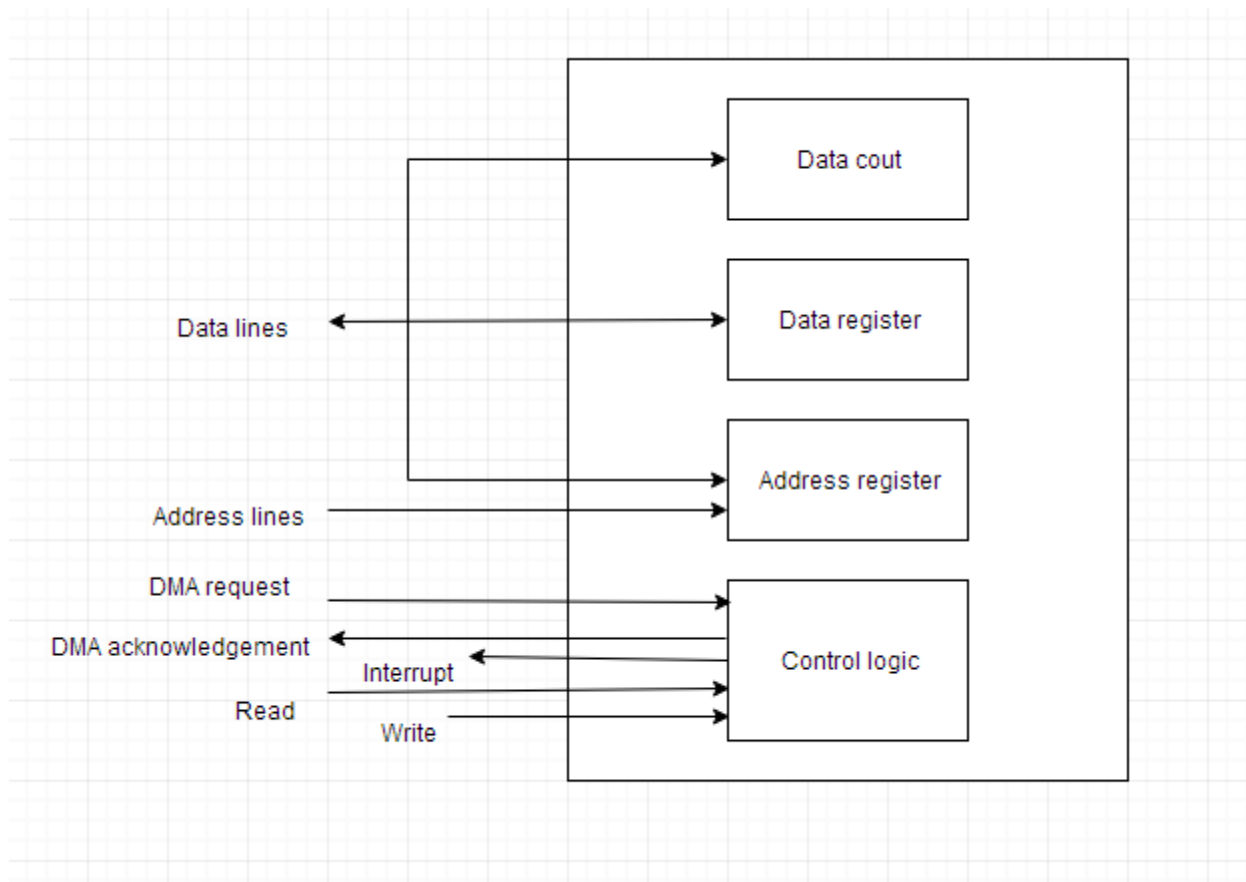 Data cout
Data lines
Data register
Address register
Address lines
DMA request
DMA acknowledgement
Interrupt
Control logic
Read
Write